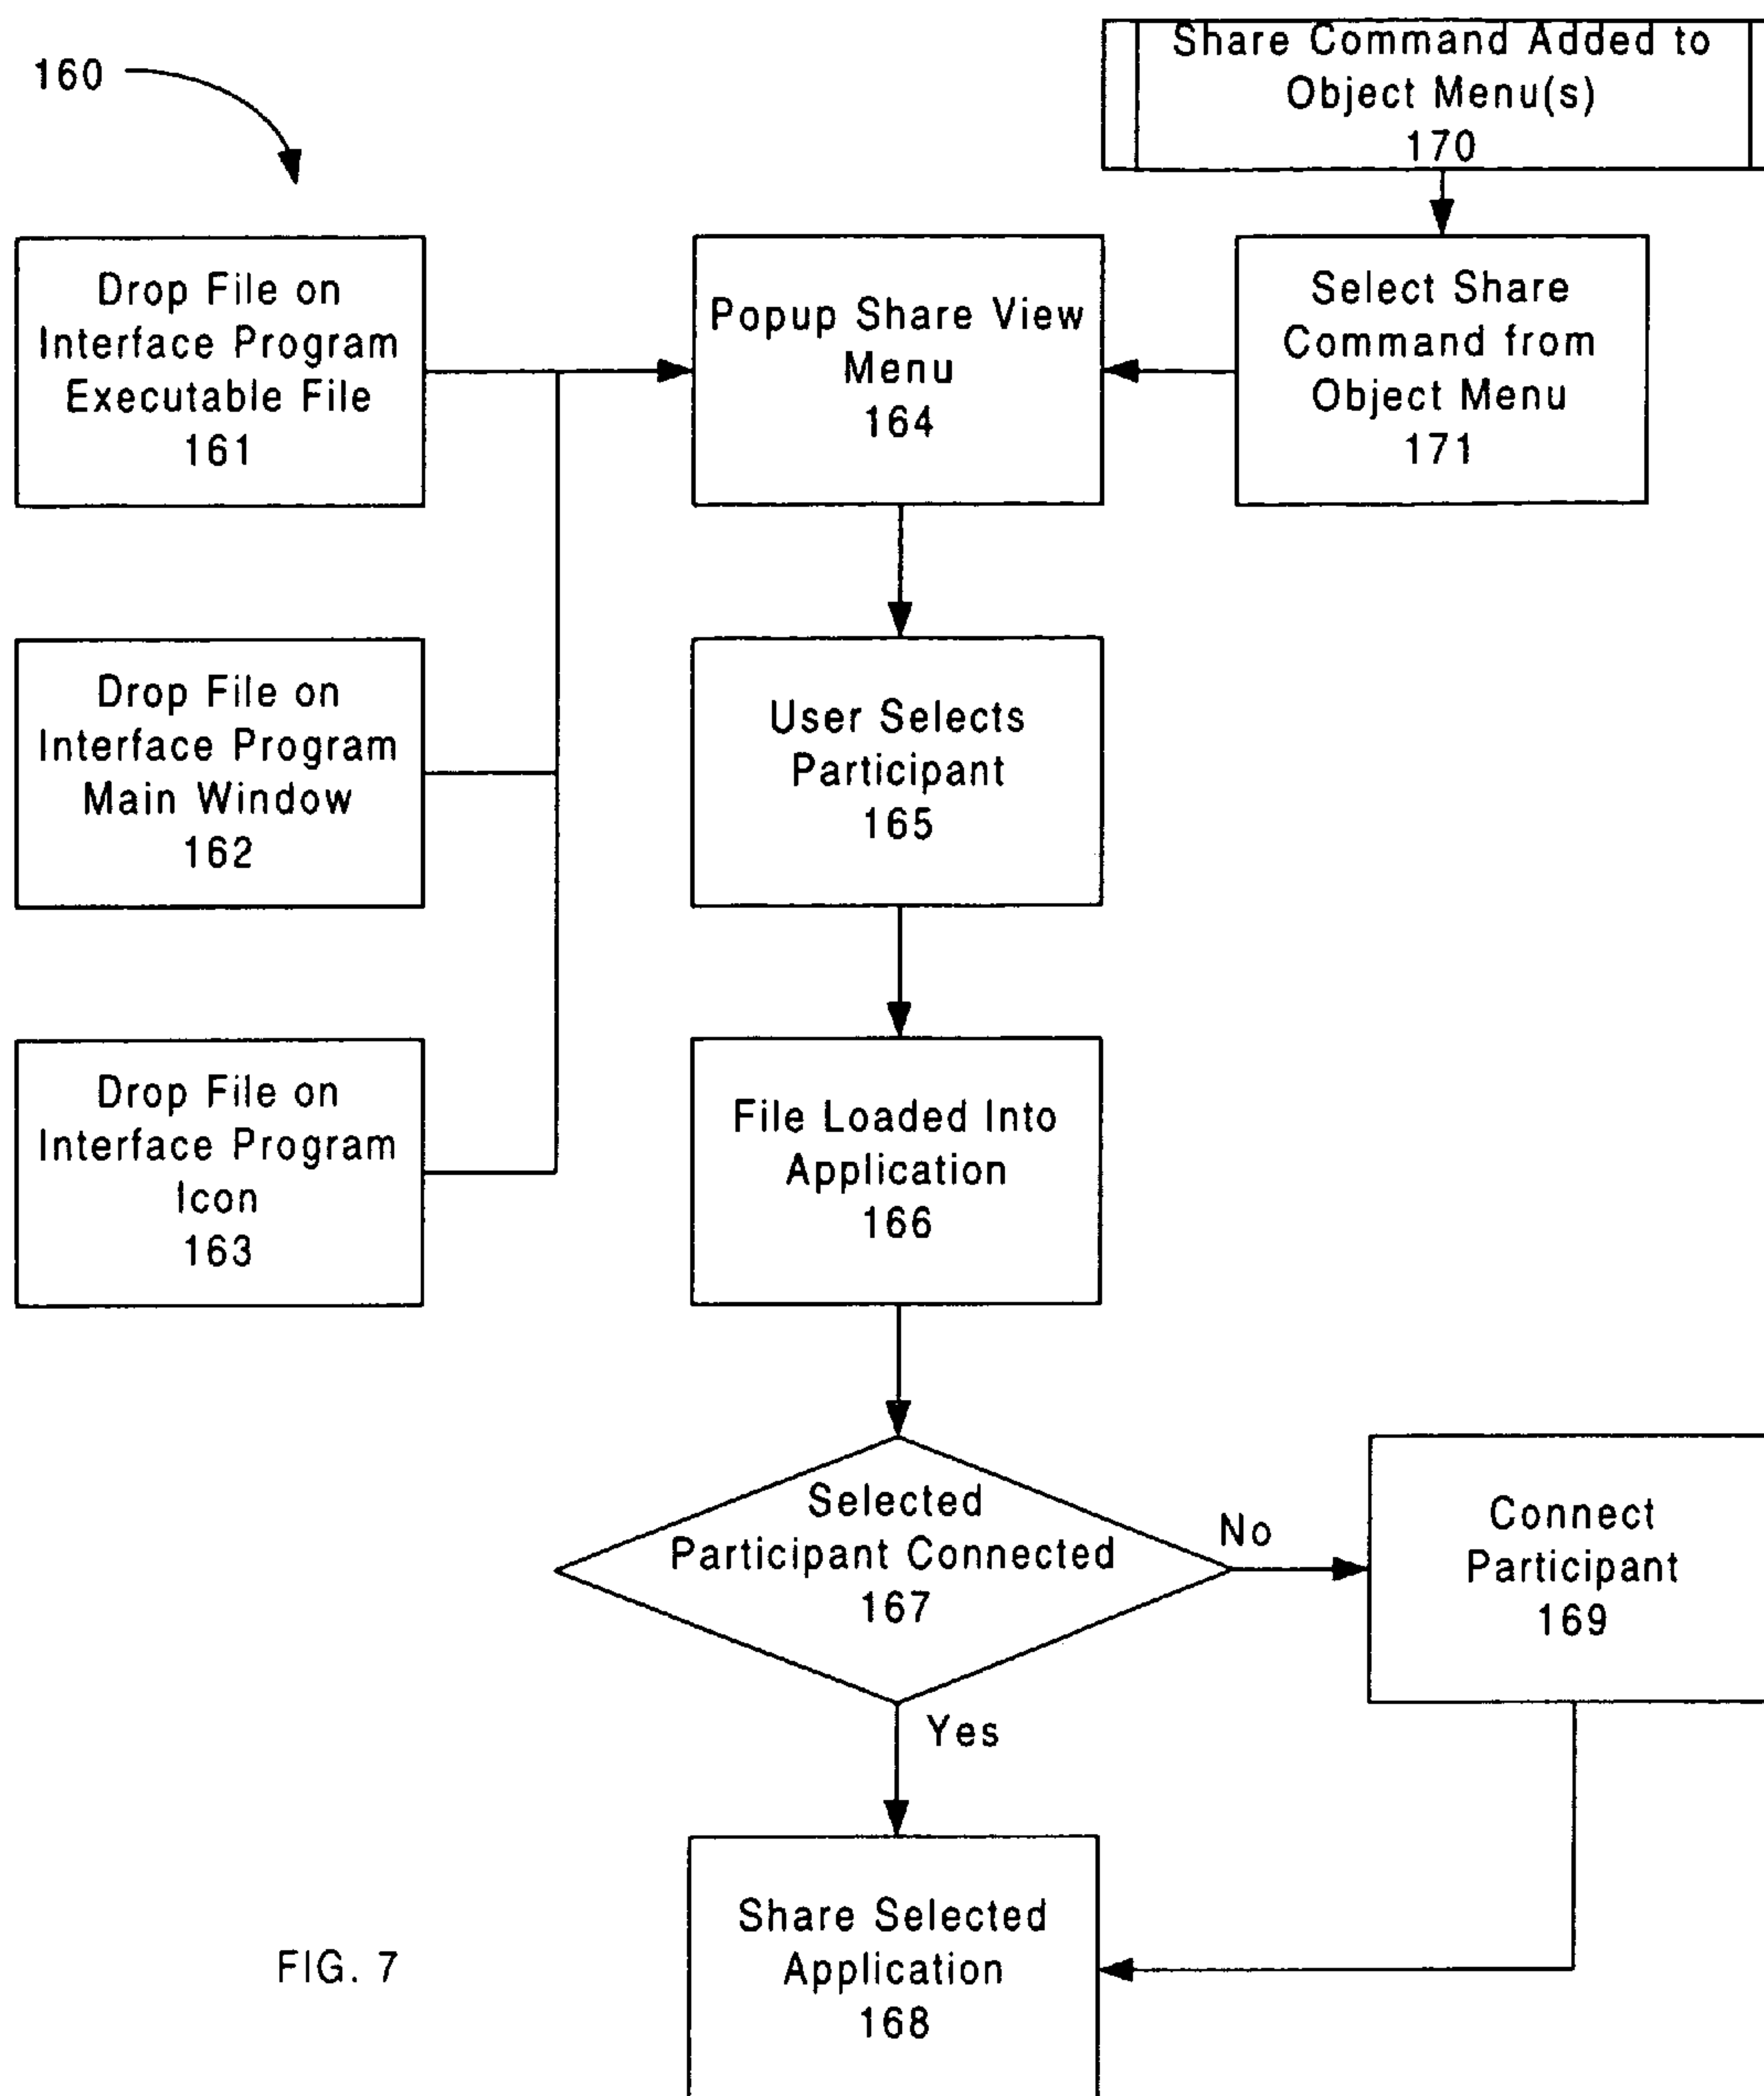 160
Share Command Added to
Object Menu(s)
170
Drop File on
Interface Program
Executable File
161
Popup Share View
Menu
164
Select Share
Command from
Object Menu
171
Drop File on
Interface Program
Main Window
162
User Selects
Participant
165
Drop File on
Interface Program
Icon
163
File Loaded Into
Application
166
Selected
Participant Connected
167
No
Connect
Participant
169
Yes
Share Selected
Application
168
FIG. 7